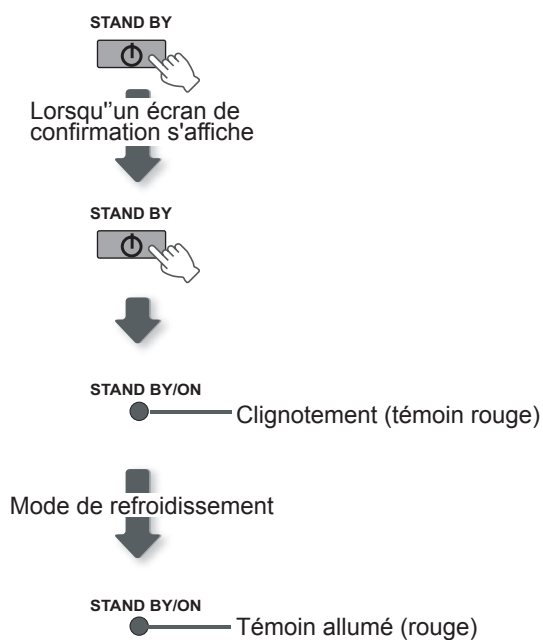 STAND BY
Lorsqu'’un écran de
confirmation s'affiche
STAND BY
STAND BY/ON
Clignotement (témoin rouge)
Mode de refroidissement
STAND BY/ON
Témoin allumé (rouge)